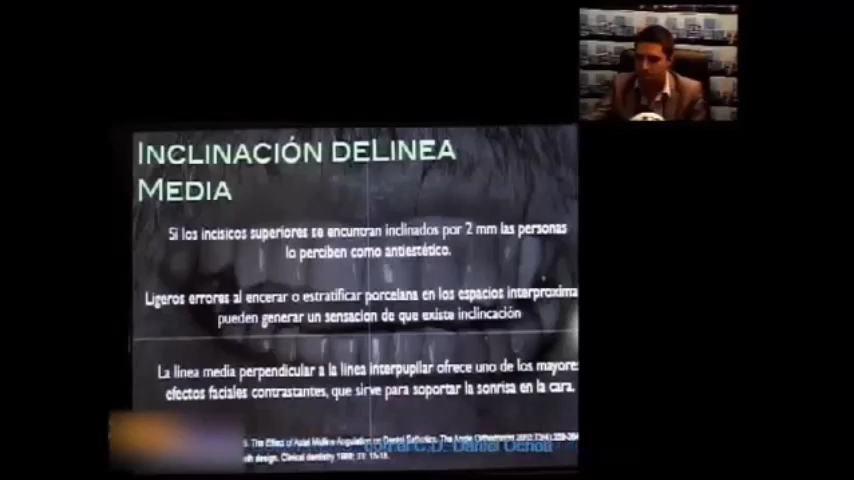 INCLINACIÓN DELINEA
MEDIA
Si los incisicos superiores se encuntran inclinados por 2 mm las personas
lo perciben como antiestético.
Ligeros errores al encerar o estratificar porcelana en los espacios interproxima
pueden generar un sensacion de que existe inclincación
La linea media perpendicular a la linea interpupilar ofrece uno de los mayore
efectos faciales contrastantes, que sirve para soportar la sonrisa en la cara.
The Effect of Axial Midline Angulation on Dental Esthetics. The Angle Orthodontist
con el C.D. Daniel Ochoa
design. Clinical dentistry